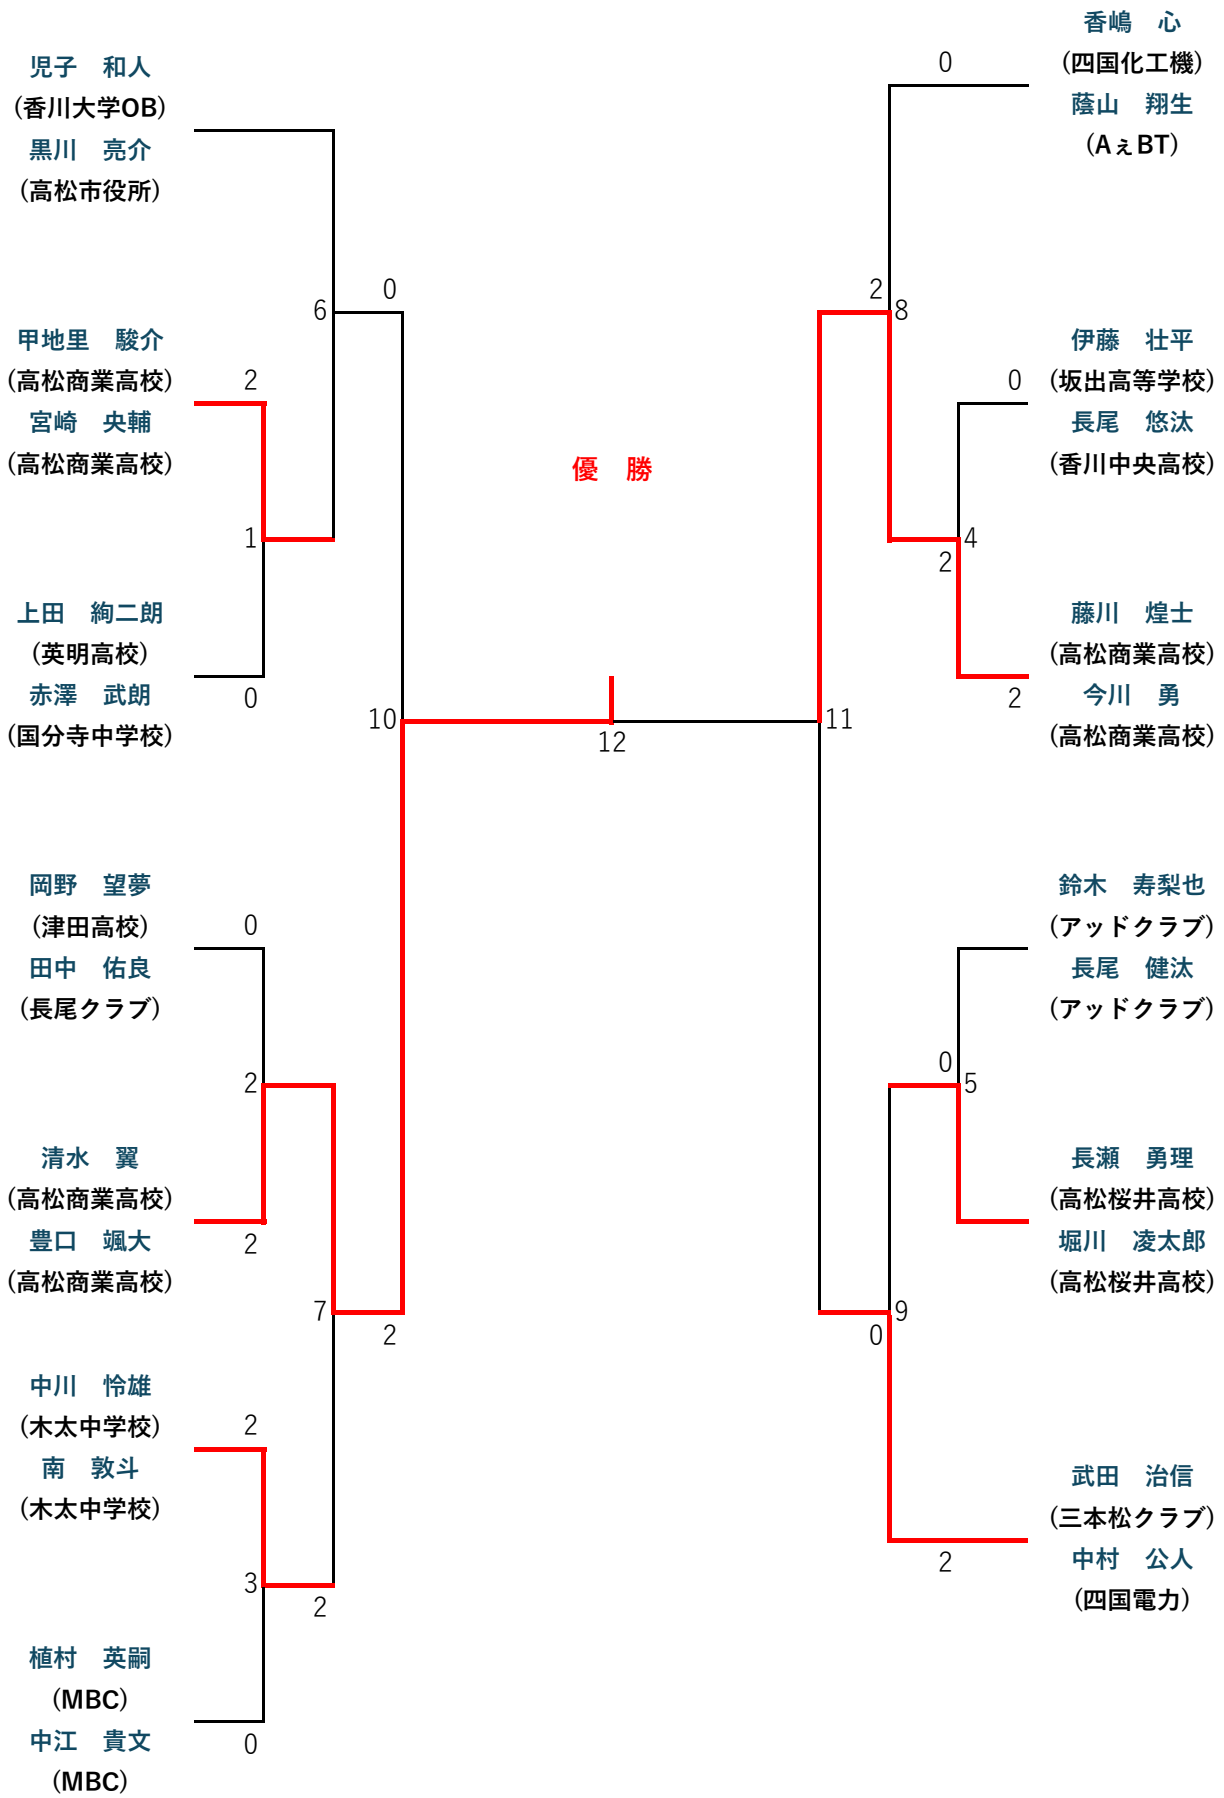 児子　和人
(香川大学OB)
黒川　亮介
(高松市役所)
6
0
甲地里　駿介
(高松商業高校)
2
宮崎　央輔
(高松商業高校)
1
上田　絢二朗
(英明高校)
赤澤　武朗
0
(国分寺中学校)
10
岡野　望夢
(津田高校)
0
田中　佑良
(長尾クラブ)
2
清水　翼
(高松商業高校)
豊口　颯大
2
(高松商業高校)
7
2
中川　怜雄
(木太中学校)
2
南　敦斗
(木太中学校)
3
2
植村　英嗣
(MBC)
中江　貴文
0
(MBC)
優　勝
12
香嶋　心
0
(四国化工機)
蔭山　翔生
(AぇBT)
2
8
伊藤　壮平
0
(坂出高等学校)
長尾　悠汰
(香川中央高校)
4
2
藤川　煌士
(高松商業高校)
2
今川　勇
(高松商業高校)
11
鈴木　寿梨也
(アッドクラブ)
長尾　健汰
(アッドクラブ)
0
5
長瀬　勇理
(高松桜井高校)
堀川　凌太郎
(高松桜井高校)
9
0
武田　治信
(三本松クラブ)
2
中村　公人
(四国電力)